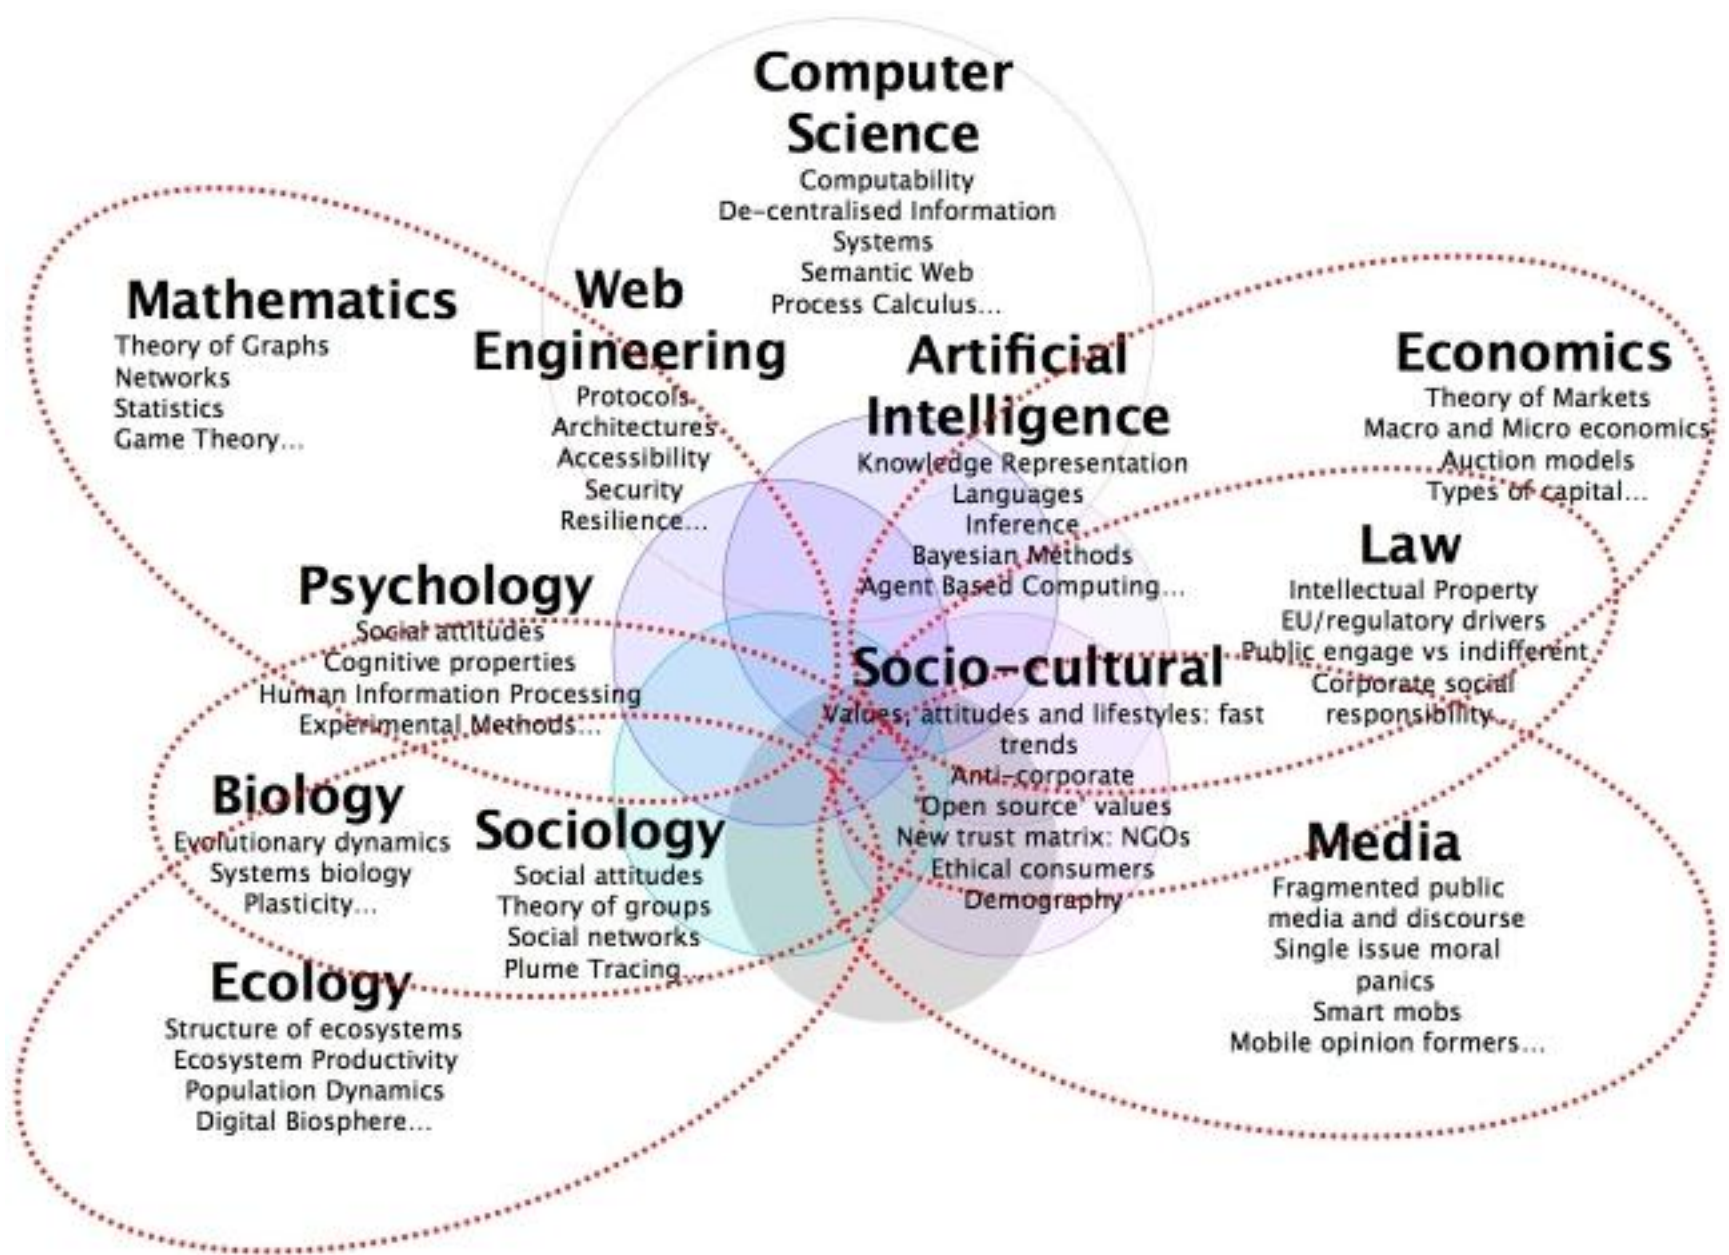 Computer
Science
Computability
De-centralised Information
Systems
Semantic Web
Process Calculus...
Mathematics
Theory of Graphs
Networks
Statistics
Game Theory...
Web
Engineering
Protocols
Architectures
Accessibility
Security
Resilience...
Artificial
Intelligence
Knowledge Representation
Languages
Inference
Bayesian Methods
Agent Based Computing...
Economics
Theory of Markets
Macro and Micro economics
Auction models
Types of capital...
Law
Intellectual Property
EU/regulatory drivers
Public engage vs indifferent
Corporate social
responsibility
Psychology
Social attitudes
Cognitive properties
Human Information Processing
Experimental Methods...
Socio-cultural
Values, attitudes and lifestyles: fast
trends
Anti-corporate
'Open source' values
New trust matrix: NGOs
Ethical consumers
Demography
Biology
Evolutionary dynamics
Systems biology
Plasticity...
Sociology
Social attitudes
Theory of groups
Social networks
Plume Tracing...
Media
Fragmented public
media and discourse
Single issue moral
panics
Smart mobs
Mobile opinion formers...
Ecology
Structure of ecosystems
Ecosystem Productivity
Population Dynamics
Digital Biosphere...